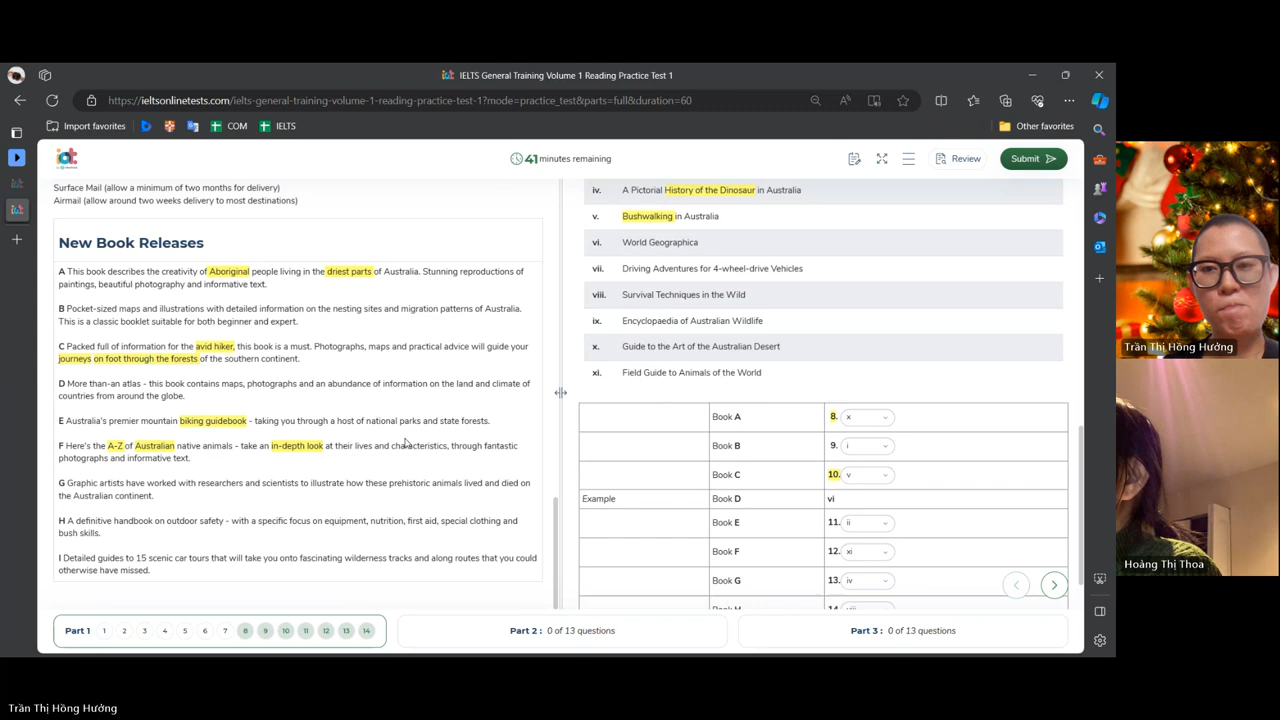 IELTS General Training Volume 1 Reading Practice Test 1
https://ieltsonlinetests.com/ielts-general-training-volume-1-reading-practice-test-1?mode=practice_test&parts=full&duration=60
Import favorites
COM
IELTS
Other favorites
iot
41 minutes remaining
Review
Submit
Surface Mail (allow a minimum of two months for delivery)
Airmail (allow around two weeks delivery to most destinations)
New Book Releases
A This book describes the creativity of Aboriginal people living in the driest parts of Australia. Stunning reproductions of
paintings, beautiful photography and informative text.
B Pocket-sized maps and illustrations with detailed information on the nesting sites and migration patterns of Australia.
This is a classic booklet suitable for both beginner and expert.
C Packed full of information for the avid hiker, this book is a must. Photographs, maps and practical advice will guide your
journeys on foot through the forests of the southern continent.
D More than-an atlas - this book contains maps, photographs and an abundance of information on the land and climate of
countries from around the globe.
E Australia's premier mountain biking guidebook - taking you through a host of national parks and state forests.
F Here's the A-Z of Australian native animals - take an in-depth look at their lives and characteristics, through fantastic
photographs and informative text.
G Graphic artists have worked with researchers and scientists to illustrate how these prehistoric animals lived and died on
the Australian continent.
H A definitive handbook on outdoor safety - with a specific focus on equipment, nutrition, first aid, special clothing and
bush skills.
I Detailed guides to 15 scenic car tours that will take you onto fascinating wilderness tracks and along routes that you could
otherwise have missed.
iv. A Pictorial History of the Dinosaur in Australia
v. Bushwalking in Australia
vi. World Geographica
vii. Driving Adventures for 4-wheel-drive Vehicles
viii. Survival Techniques in the Wild
ix. Encyclopaedia of Australian Wildlife
x. Guide to the Art of the Australian Desert
xi. Field Guide to Animals of the World
Book A 8. x
Book B 9. i
Book C 10. v
Example Book D vi
Book E 11. ii
Book F 12. xi
Book G 13. iv
Part 1 1 2 3 4 5 6 7 8 9 10 11 12 13 14
Part 2 : 0 of 13 questions
Part 3 : 0 of 13 questions
Trần Thị Hồng Hưởng
Hoàng Thị Thoa
Trần Thị Hồng Hưởng